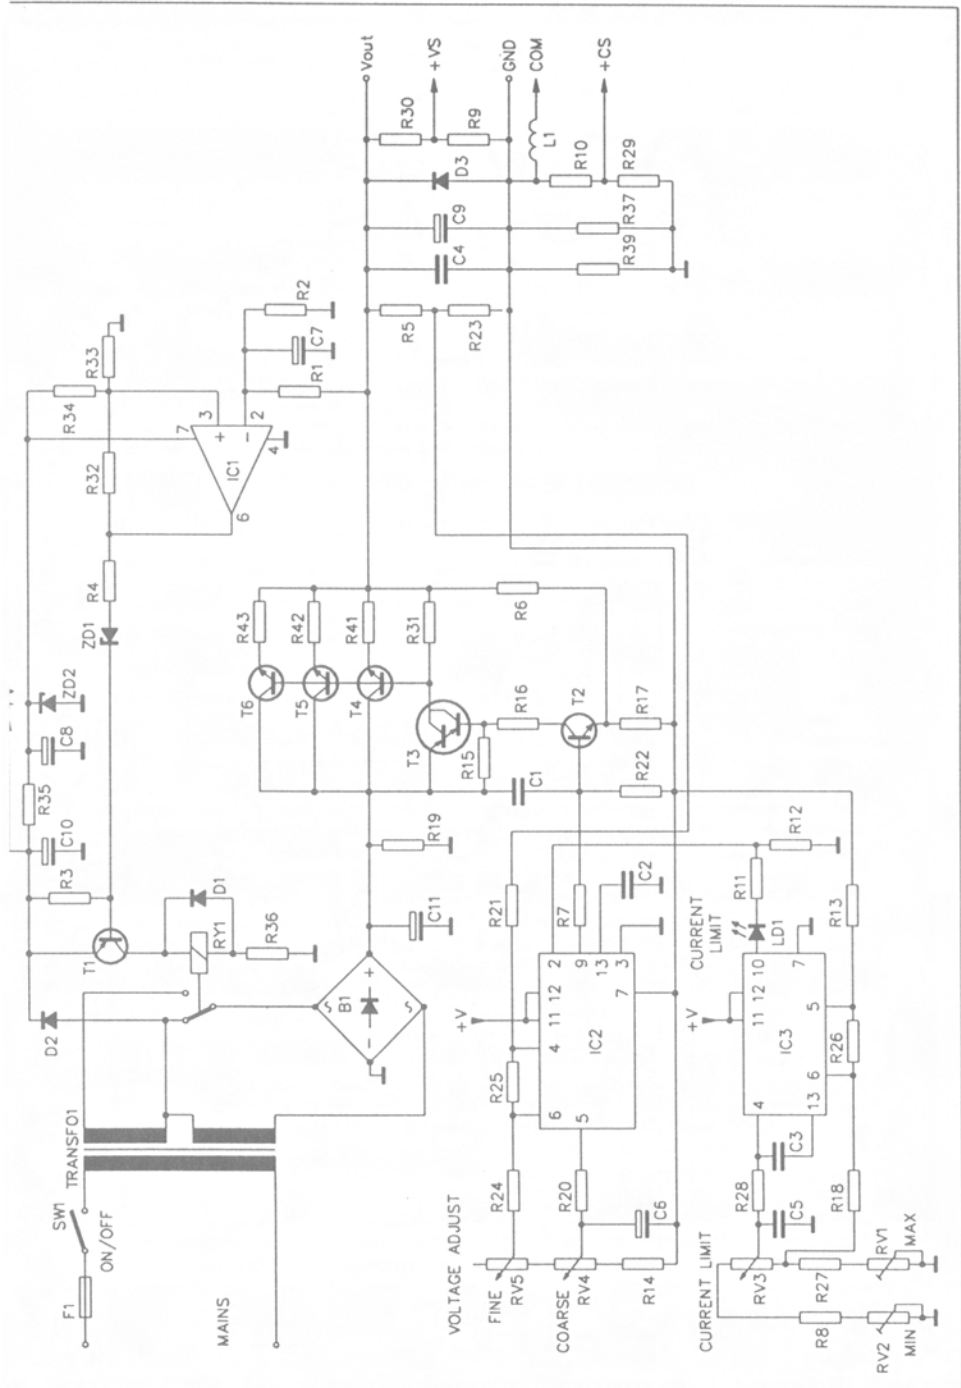 F1
SW1
ON/OFF
MAINS
TRANSFO1
D2
T1
R3
D1
RY1
R36
B1
+
−
∼
∼
C10
R35
C8
ZD2
ZD1
R4
R32
R34
R33
IC1
7
3
+
2
−
4
6
R1
C7
R2
C11
R19
T6
T5
T4
T3
R43
R42
R41
R31
R15
R16
R6
T2
R17
R22
C1
Vout
R30
+VS
R9
GND
D3
C9
C4
R5
R23
COM
L1
R10
+CS
R29
R37
R39
VOLTAGE ADJUST
FINE
RV5
COARSE
RV4
R14
R24
R25
R20
C6
R21
+V
IC2
6
4
11
12
2
5
9
13
3
7
R7
C2
CURRENT LIMIT
RV3
R28
C5
C3
R27
R8
RV1
MAX
RV2
MIN
R18
R26
R13
+V
IC3
4
11
12
10
13
6
5
7
CURRENT
LIMIT
LD1
R11
R12